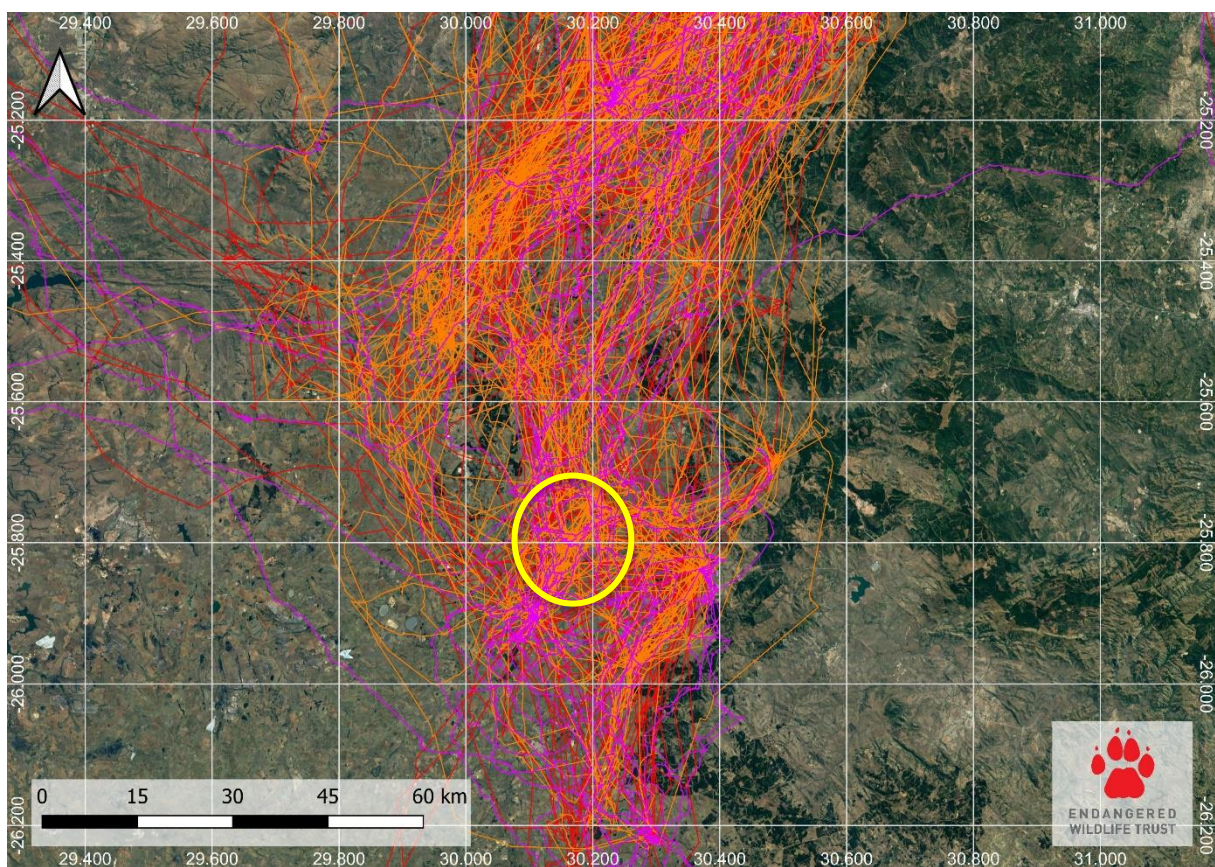 29.400 29.600 29.800 30.000 30.200 30.400 30.600 30.800 31.000
-25.200 -25.200
-25.400 -25.400
-25.600 -25.600
-25.800 -25.800
-26.000 -26.000
0 15 30 45 60 km
ENDANGERED
WILDLIFE TRUST
-26.200 -26.200
29.400 29.600 29.800 30.000 30.200 30.400 30.600 30.800 31.000